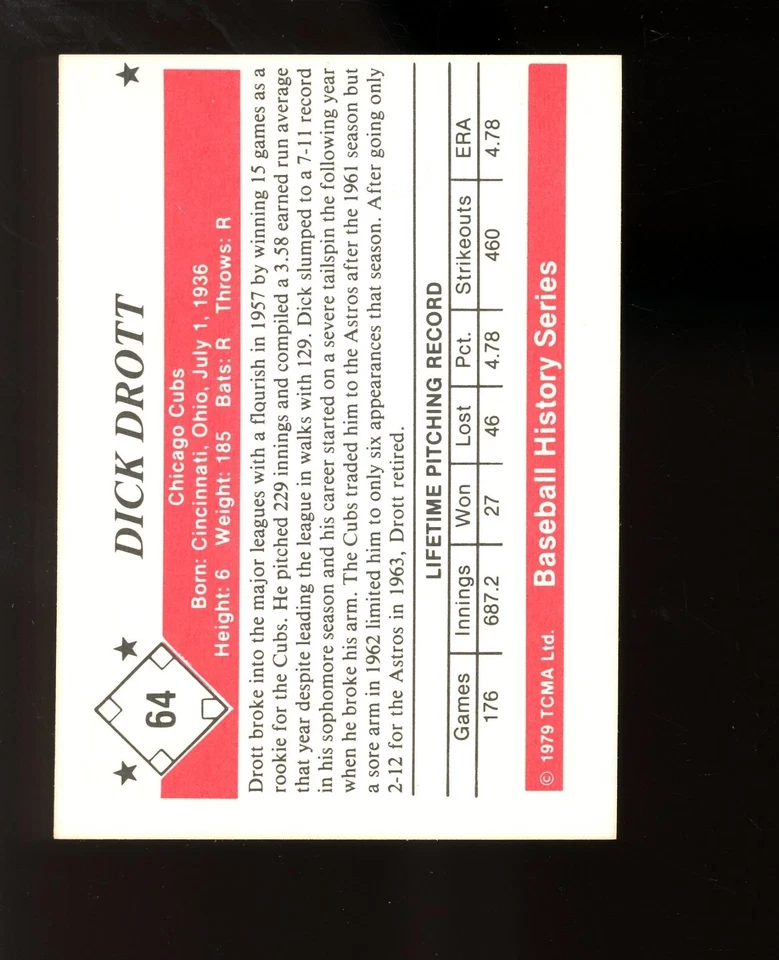 64
DICK DROTT
Chicago Cubs
Born: Cincinnati, Ohio, July 1, 1936
Height: 6 Weight: 185 Bats: R Throws: R
Drott broke into the major leagues with a flourish in 1957 by winning 15 games as a
rookie for the Cubs. He pitched 229 innings and compiled a 3.58 earned run average
that year despite leading the league in walks with 129. Dick slumped to a 7-11 record
in his sophomore season and his career started on a severe tailspin the following year
when he broke his arm. The Cubs traded him to the Astros after the 1961 season but
a sore arm in 1962 limited him to only six appearances that season. After going only
2-12 for the Astros in 1963, Drott retired.
LIFETIME PITCHING RECORD
Games Innings Won Lost Pct. Strikeouts ERA
176 687.2 27 46 4.78 460 4.78
© 1979 TCMA Ltd. Baseball History Series